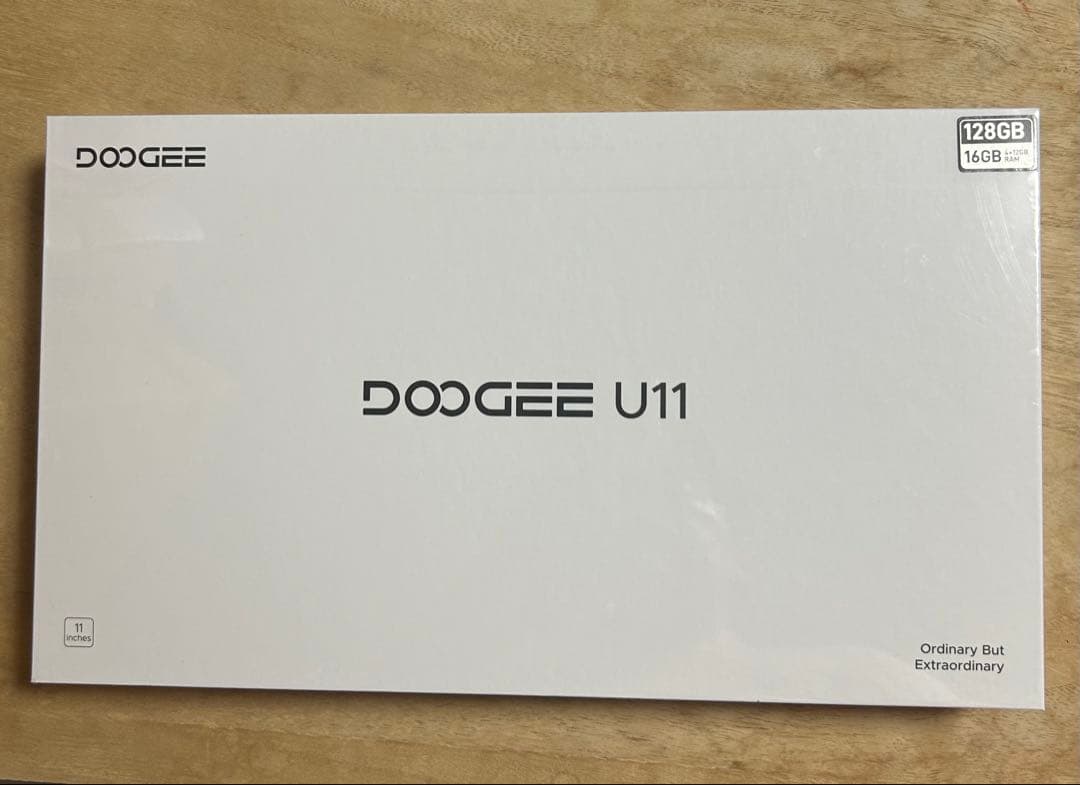 DOOGEE
128GB
16GB 4+12GB RAM
DOOGEE U11
11
inches
Ordinary But
Extraordinary